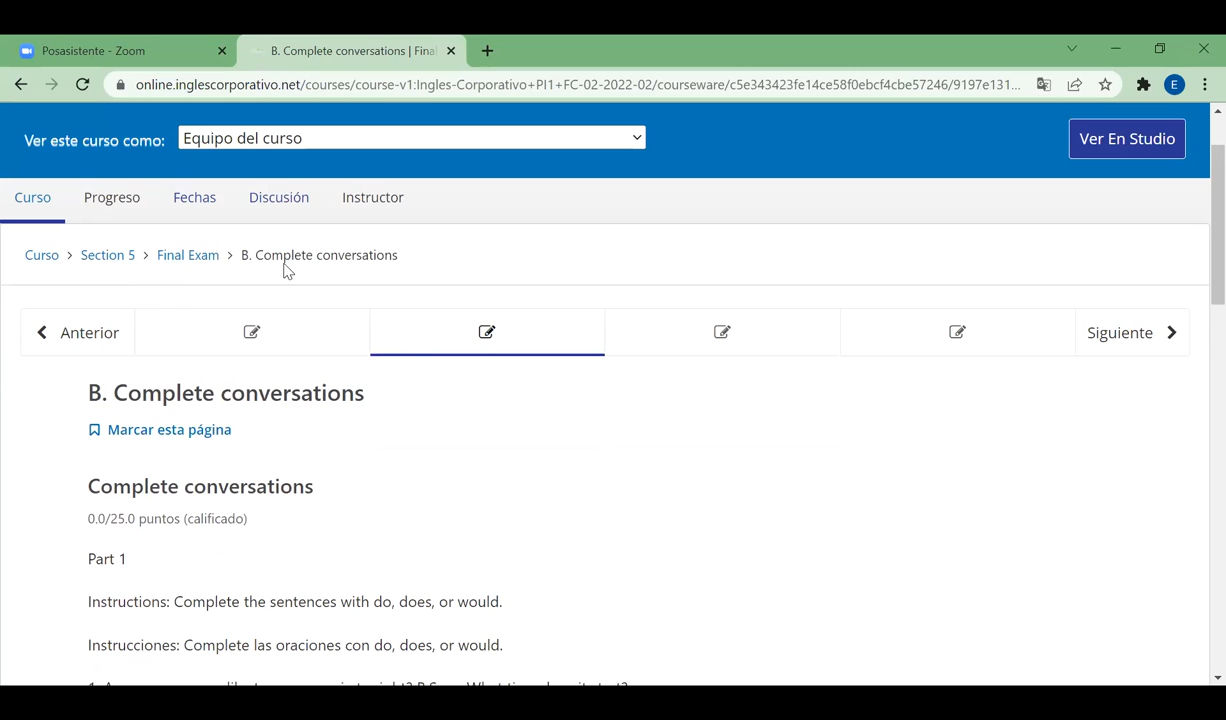 Posasistente - Zoom
B. Complete conversations | Fina
online.inglescorporativo.net/courses/course-v1:Ingles-Corporativo+PI1+FC-02-2022-02/courseware/c5e343423fe14ce58f0ebcf4cbe57246/9197e131...
E
Ver este curso como:
Equipo del curso
Ver En Studio
Curso
Progreso
Fechas
Discusión
Instructor
Curso > Section 5 > Final Exam > B. Complete conversations
Anterior
Siguiente
B. Complete conversations
Marcar esta página
Complete conversations
0.0/25.0 puntos (calificado)
Part 1
Instructions: Complete the sentences with do, does, or would.
Instrucciones: Complete las oraciones con do, does, or would.